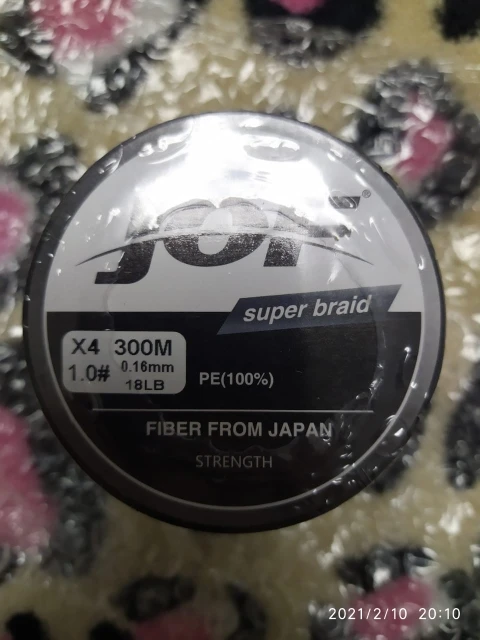 JOF®
super braid
X4 300M
1.0# 0.16mm
18LB
PE(100%)
FIBER FROM JAPAN
STRENGTH
2021/2/10 20:10